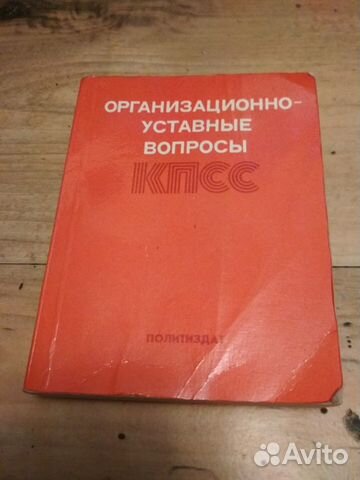 ОРГАНИЗАЦИОННО-
УСТАВНЫЕ
ВОПРОСЫ
КПСС
ПОЛИТИЗДАТ
Avito